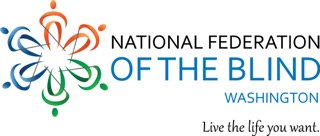 NATIONAL FEDERATION
OF THE BLIND
WASHINGTON
Live the life you want.